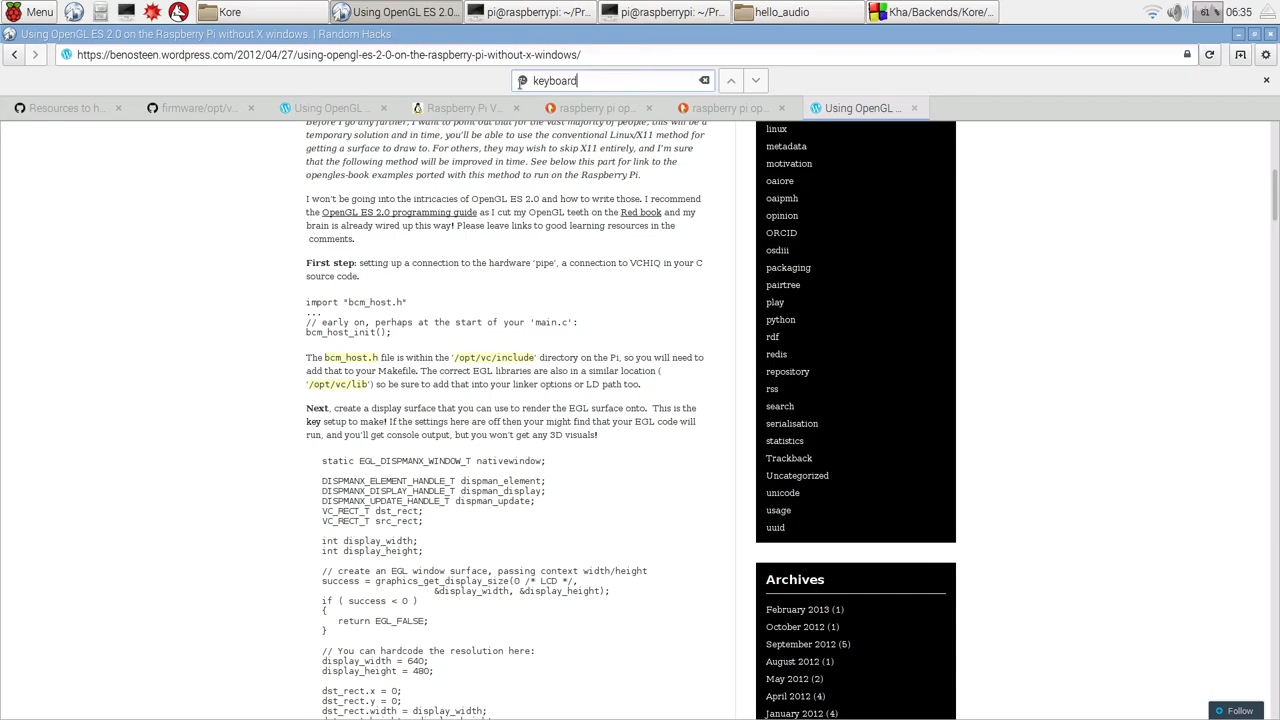 Menu
Kore
Using OpenGL ES 2.0
pi@raspberrypi: ~/Pr...
pi@raspberrypi: ~/Pr...
hello_audio
Kha/Backends/Kore/...
61
06:35
Using OpenGL ES 2.0 on the Raspberry Pi without X windows. | Random Hacks
https://benosteen.wordpress.com/2012/04/27/using-opengl-es-2-0-on-the-raspberry-pi-without-x-windows/
keyboard
Resources to h...
firmware/opt/v...
Using OpenGL ...
Raspberry Pi V...
raspberry pi o...
raspberry pi op...
Using OpenGL ...
Before I go any further, I want to point out that for the vast majority of people, this will be a
temporary solution and in time, you'll be able to use the conventional Linux/X11 method for
getting a surface to draw to. For others, they may wish to skip X11 entirely, and I'm sure
that the following method will be improved in time. See below this part for link to the
opengles-book examples ported with this method to run on the Raspberry Pi.
I won't be going into the intricacies of OpenGL ES 2.0 and how to write those. I recommend
the OpenGL ES 2.0 programming guide as I cut my OpenGL teeth on the Red book and my
brain is already wired up this way! Please leave links to good learning resources in the
comments.
First step: setting up a connection to the hardware 'pipe', a connection to VCHIQ in your C
source code.
import "bcm_host.h"
...
// early on, perhaps at the start of your 'main.c':
bcm_host_init();
The bcm_host.h file is within the '/opt/vc/include' directory on the Pi, so you will need to
add that to your Makefile. The correct EGL libraries are also in a similar location (
'/opt/vc/lib') so be sure to add that into your linker options or LD path too.
Next, create a display surface that you can use to render the EGL surface onto. This is the
key setup to make! If the settings here are off then your might find that your EGL code will
run, and you'll get console output, but you won't get any 3D visuals!
static EGL_DISPMANX_WINDOW_T nativewindow;
DISPMANX_ELEMENT_HANDLE_T dispman_element;
DISPMANX_DISPLAY_HANDLE_T dispman_display;
DISPMANX_UPDATE_HANDLE_T dispman_update;
VC_RECT_T dst_rect;
VC_RECT_T src_rect;
int display_width;
int display_height;
// create an EGL window surface, passing context width/height
success = graphics_get_display_size(0 /* LCD */,
&display_width, &display_height);
if ( success < 0 )
{
return EGL_FALSE;
}
// You can hardcode the resolution here:
display_width = 640;
display_height = 480;
dst_rect.x = 0;
dst_rect.y = 0;
dst_rect.width = display_width;
linux
metadata
motivation
oaiore
oaipmh
opinion
ORCID
osdiii
packaging
pairtree
play
python
rdf
redis
repository
rss
search
serialisation
statistics
Trackback
Uncategorized
unicode
usage
uuid
Archives
February 2013 (1)
October 2012 (1)
September 2012 (5)
August 2012 (1)
May 2012 (2)
April 2012 (4)
January 2012 (4)
Follow